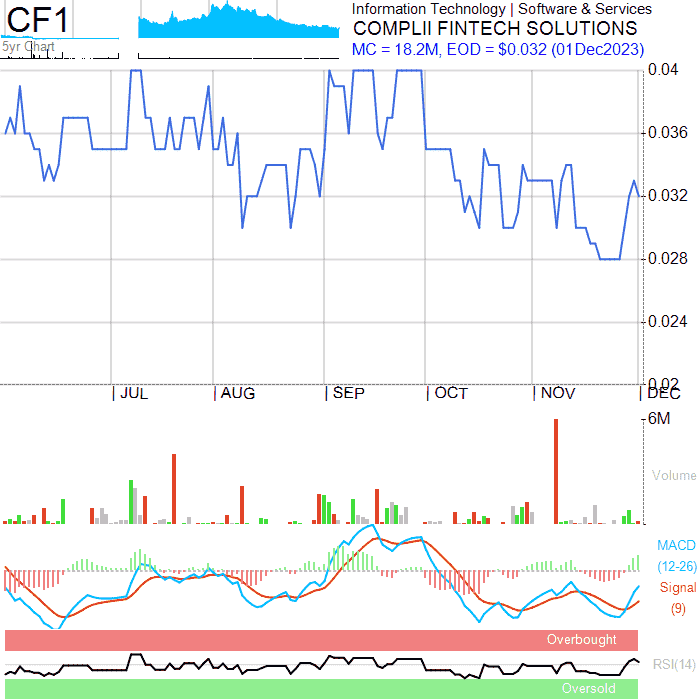 CF1
Information Technology | Software & Services
COMPLII FINTECH SOLUTIONS
MC = 18.2M, EOD = $0.032 (01Dec2023)
5yr Chart
0.04
0.036
0.032
0.028
0.024
0.02
JUL AUG SEP OCT NOV DEC
6M
Volume
MACD
(12-26)
Signal
(9)
Overbought
RSI(14)
Oversold